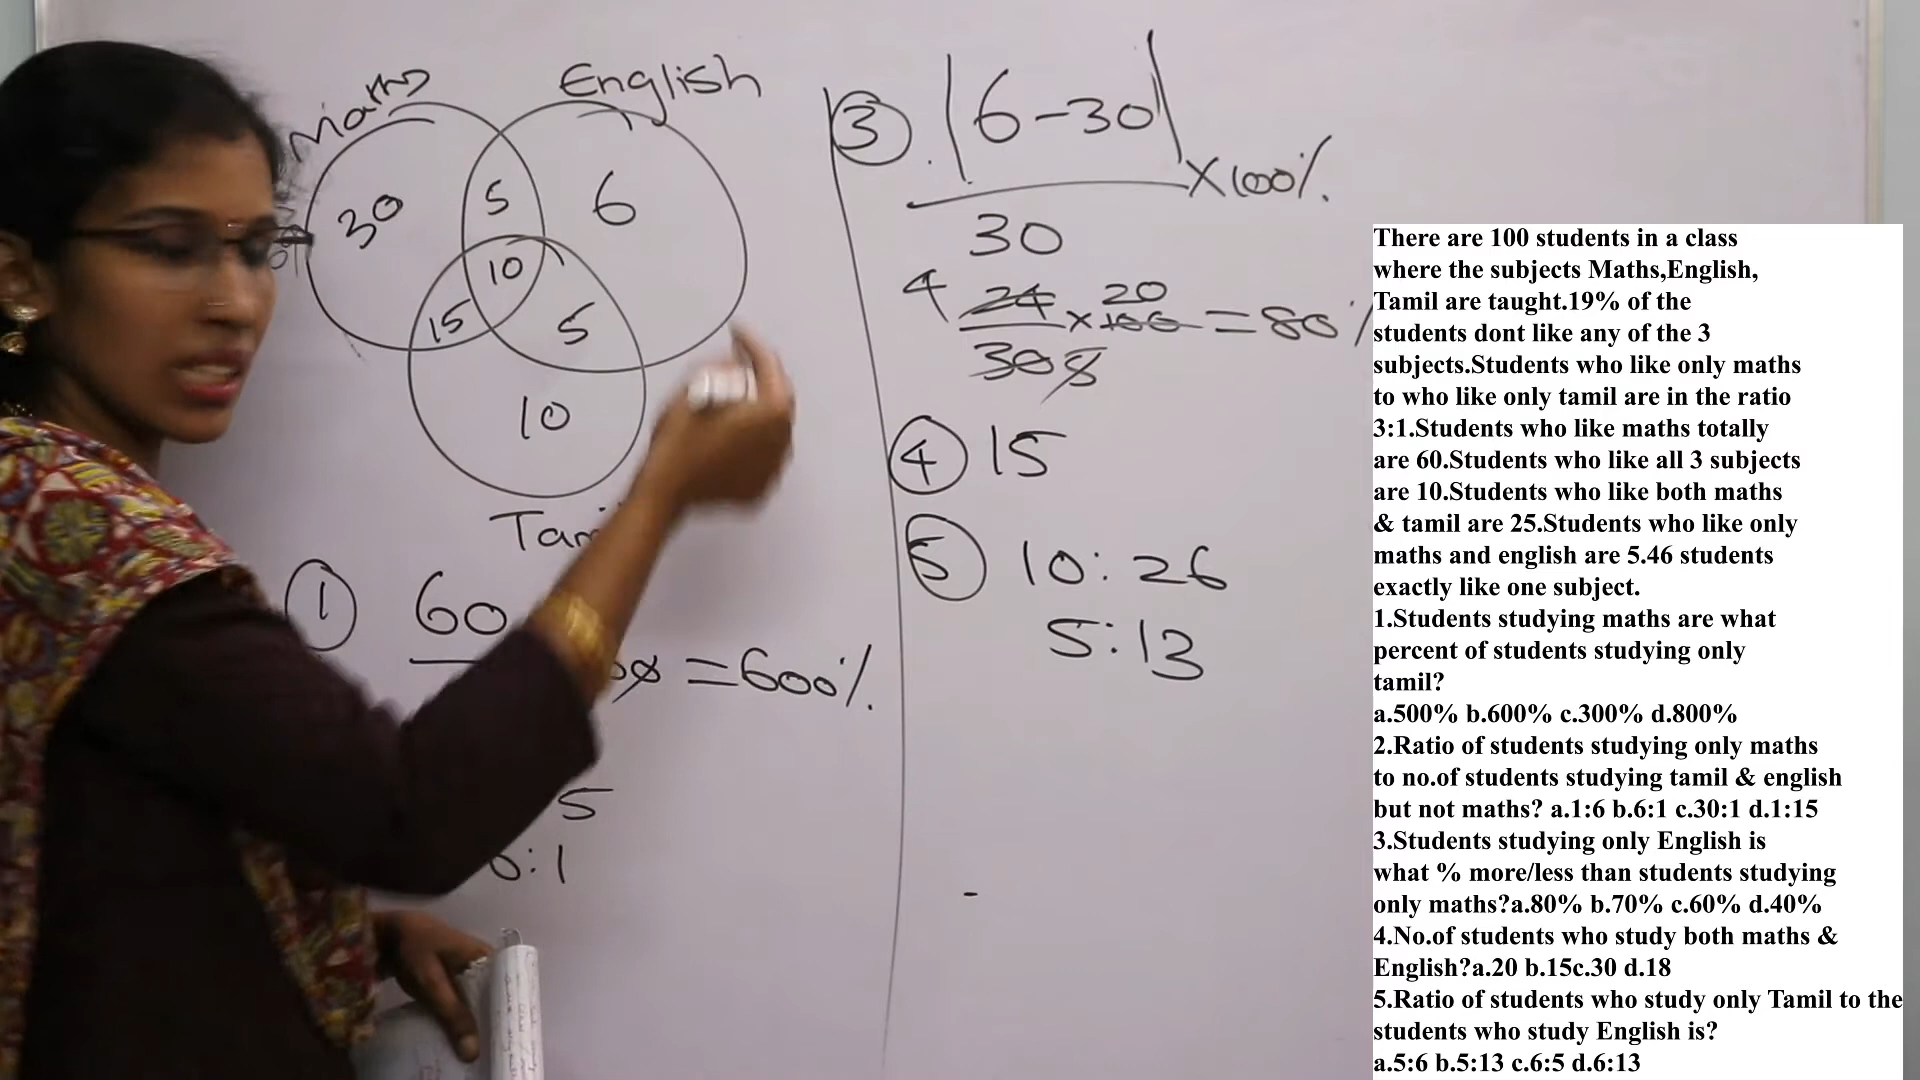 Maths
English
30
5
6
10
15
5
10
① 60
= 600%
5
: 1
③ |6-30|
X100%
30
4 24 x 100 20 = 80%
30 5
④ 15
⑤ 10:26
5:13
There are 100 students in a class
where the subjects Maths,English,
Tamil are taught.19% of the
students dont like any of the 3
subjects.Students who like only maths
to who like only tamil are in the ratio
3:1.Students who like maths totally
are 60.Students who like all 3 subjects
are 10.Students who like both maths
& tamil are 25.Students who like only
maths and english are 5.46 students
exactly like one subject.
1.Students studying maths are what
percent of students studying only
tamil?
a.500% b.600% c.300% d.800%
2.Ratio of students studying only maths
to no.of students studying tamil & english
but not maths? a.1:6 b.6:1 c.30:1 d.1:15
3.Students studying only English is
what % more/less than students studying
only maths?a.80% b.70% c.60% d.40%
4.No.of students who study both maths &
English?a.20 b.15c.30 d.18
5.Ratio of students who study only Tamil to the
students who study English is?
a.5:6 b.5:13 c.6:5 d.6:13